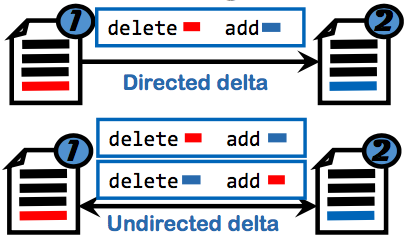 1 delete add 2
Directed delta
1 delete add 2
delete add
Undirected delta